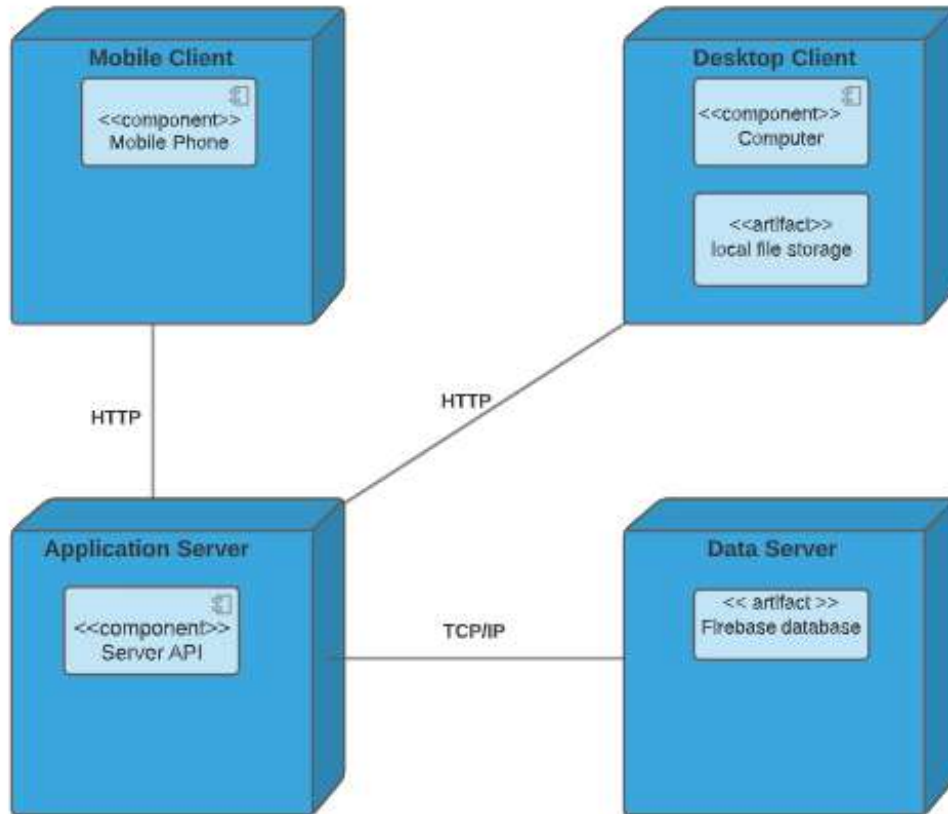 Mobile Client
<<component>>
Mobile Phone
Desktop Client
<<component>>
Computer
<<artifact>>
local file storage
HTTP
HTTP
Application Server
<<component>>
Server API
TCP/IP
Data Server
<< artifact >>
Firebase database